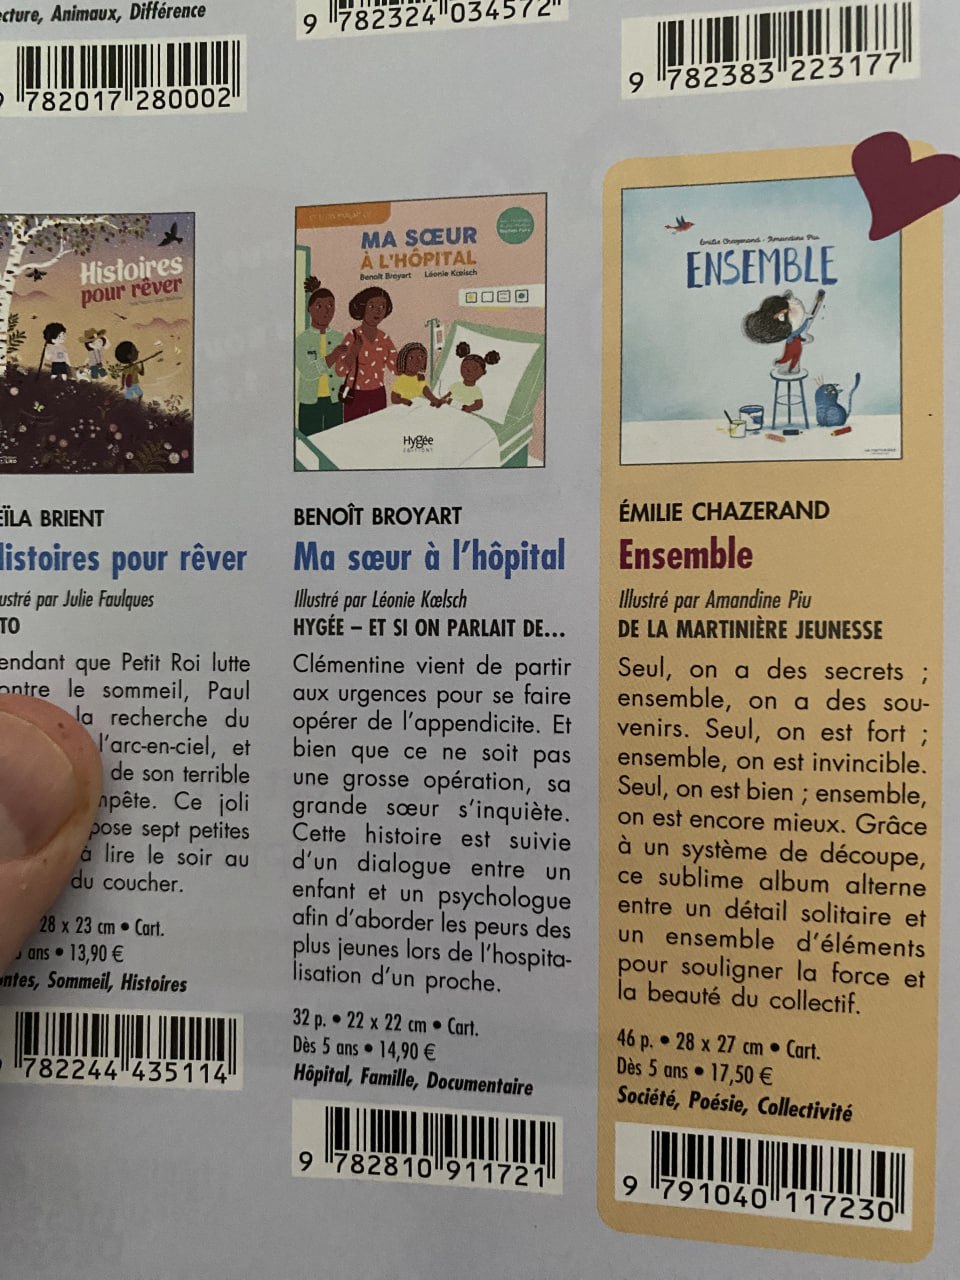 cture, Animaux, Différence
782017 280002
9 782324 034572
9 782383 223177
Histoires
pour rêver
ÏLA BRIENT
Histoires pour rêver
ustré par Julie Faulques
TO
endant que Petit Roi lutte
ontre le sommeil, Paul
la recherche du
l'arc-en-ciel, et
de son terrible
mpête. Ce joli
pose sept petites
à lire le soir au
du coucher.
28 x 23 cm • Cart.
ans • 13,90 €
ntes, Sommeil, Histoires
782244 435114
MA SŒUR
À L'HÔPITAL
Benoît Broyart Léonie Kœlsch
Hygée
ÉDITIONS
BENOÎT BROYART
Ma sœur à l'hôpital
Illustré par Léonie Kœlsch
HYGÉE – ET SI ON PARLAIT DE...
Clémentine vient de partir
aux urgences pour se faire
opérer de l'appendicite. Et
bien que ce ne soit pas
une grosse opération, sa
grande sœur s'inquiète.
Cette histoire est suivie
d'un dialogue entre un
enfant et un psychologue
afin d'aborder les peurs des
plus jeunes lors de l'hospita-
lisation d'un proche.
32 p. • 22 x 22 cm • Cart.
Dès 5 ans • 14,90 €
Hôpital, Famille, Documentaire
9 782810 911721
Émilie Chazerand - Amandine Piu
ENSEMBLE
ÉMILIE CHAZERAND
Ensemble
Illustré par Amandine Piu
DE LA MARTINIÈRE JEUNESSE
Seul, on a des secrets ;
ensemble, on a des sou-
venirs. Seul, on est fort ;
ensemble, on est invincible.
Seul, on est bien ; ensemble,
on est encore mieux. Grâce
à un système de découpe,
ce sublime album alterne
entre un détail solitaire et
un ensemble d'éléments
pour souligner la force et
la beauté du collectif.
46 p. • 28 x 27 cm • Cart.
Dès 5 ans • 17,50 €
Société, Poésie, Collectivité
9 791040 117230